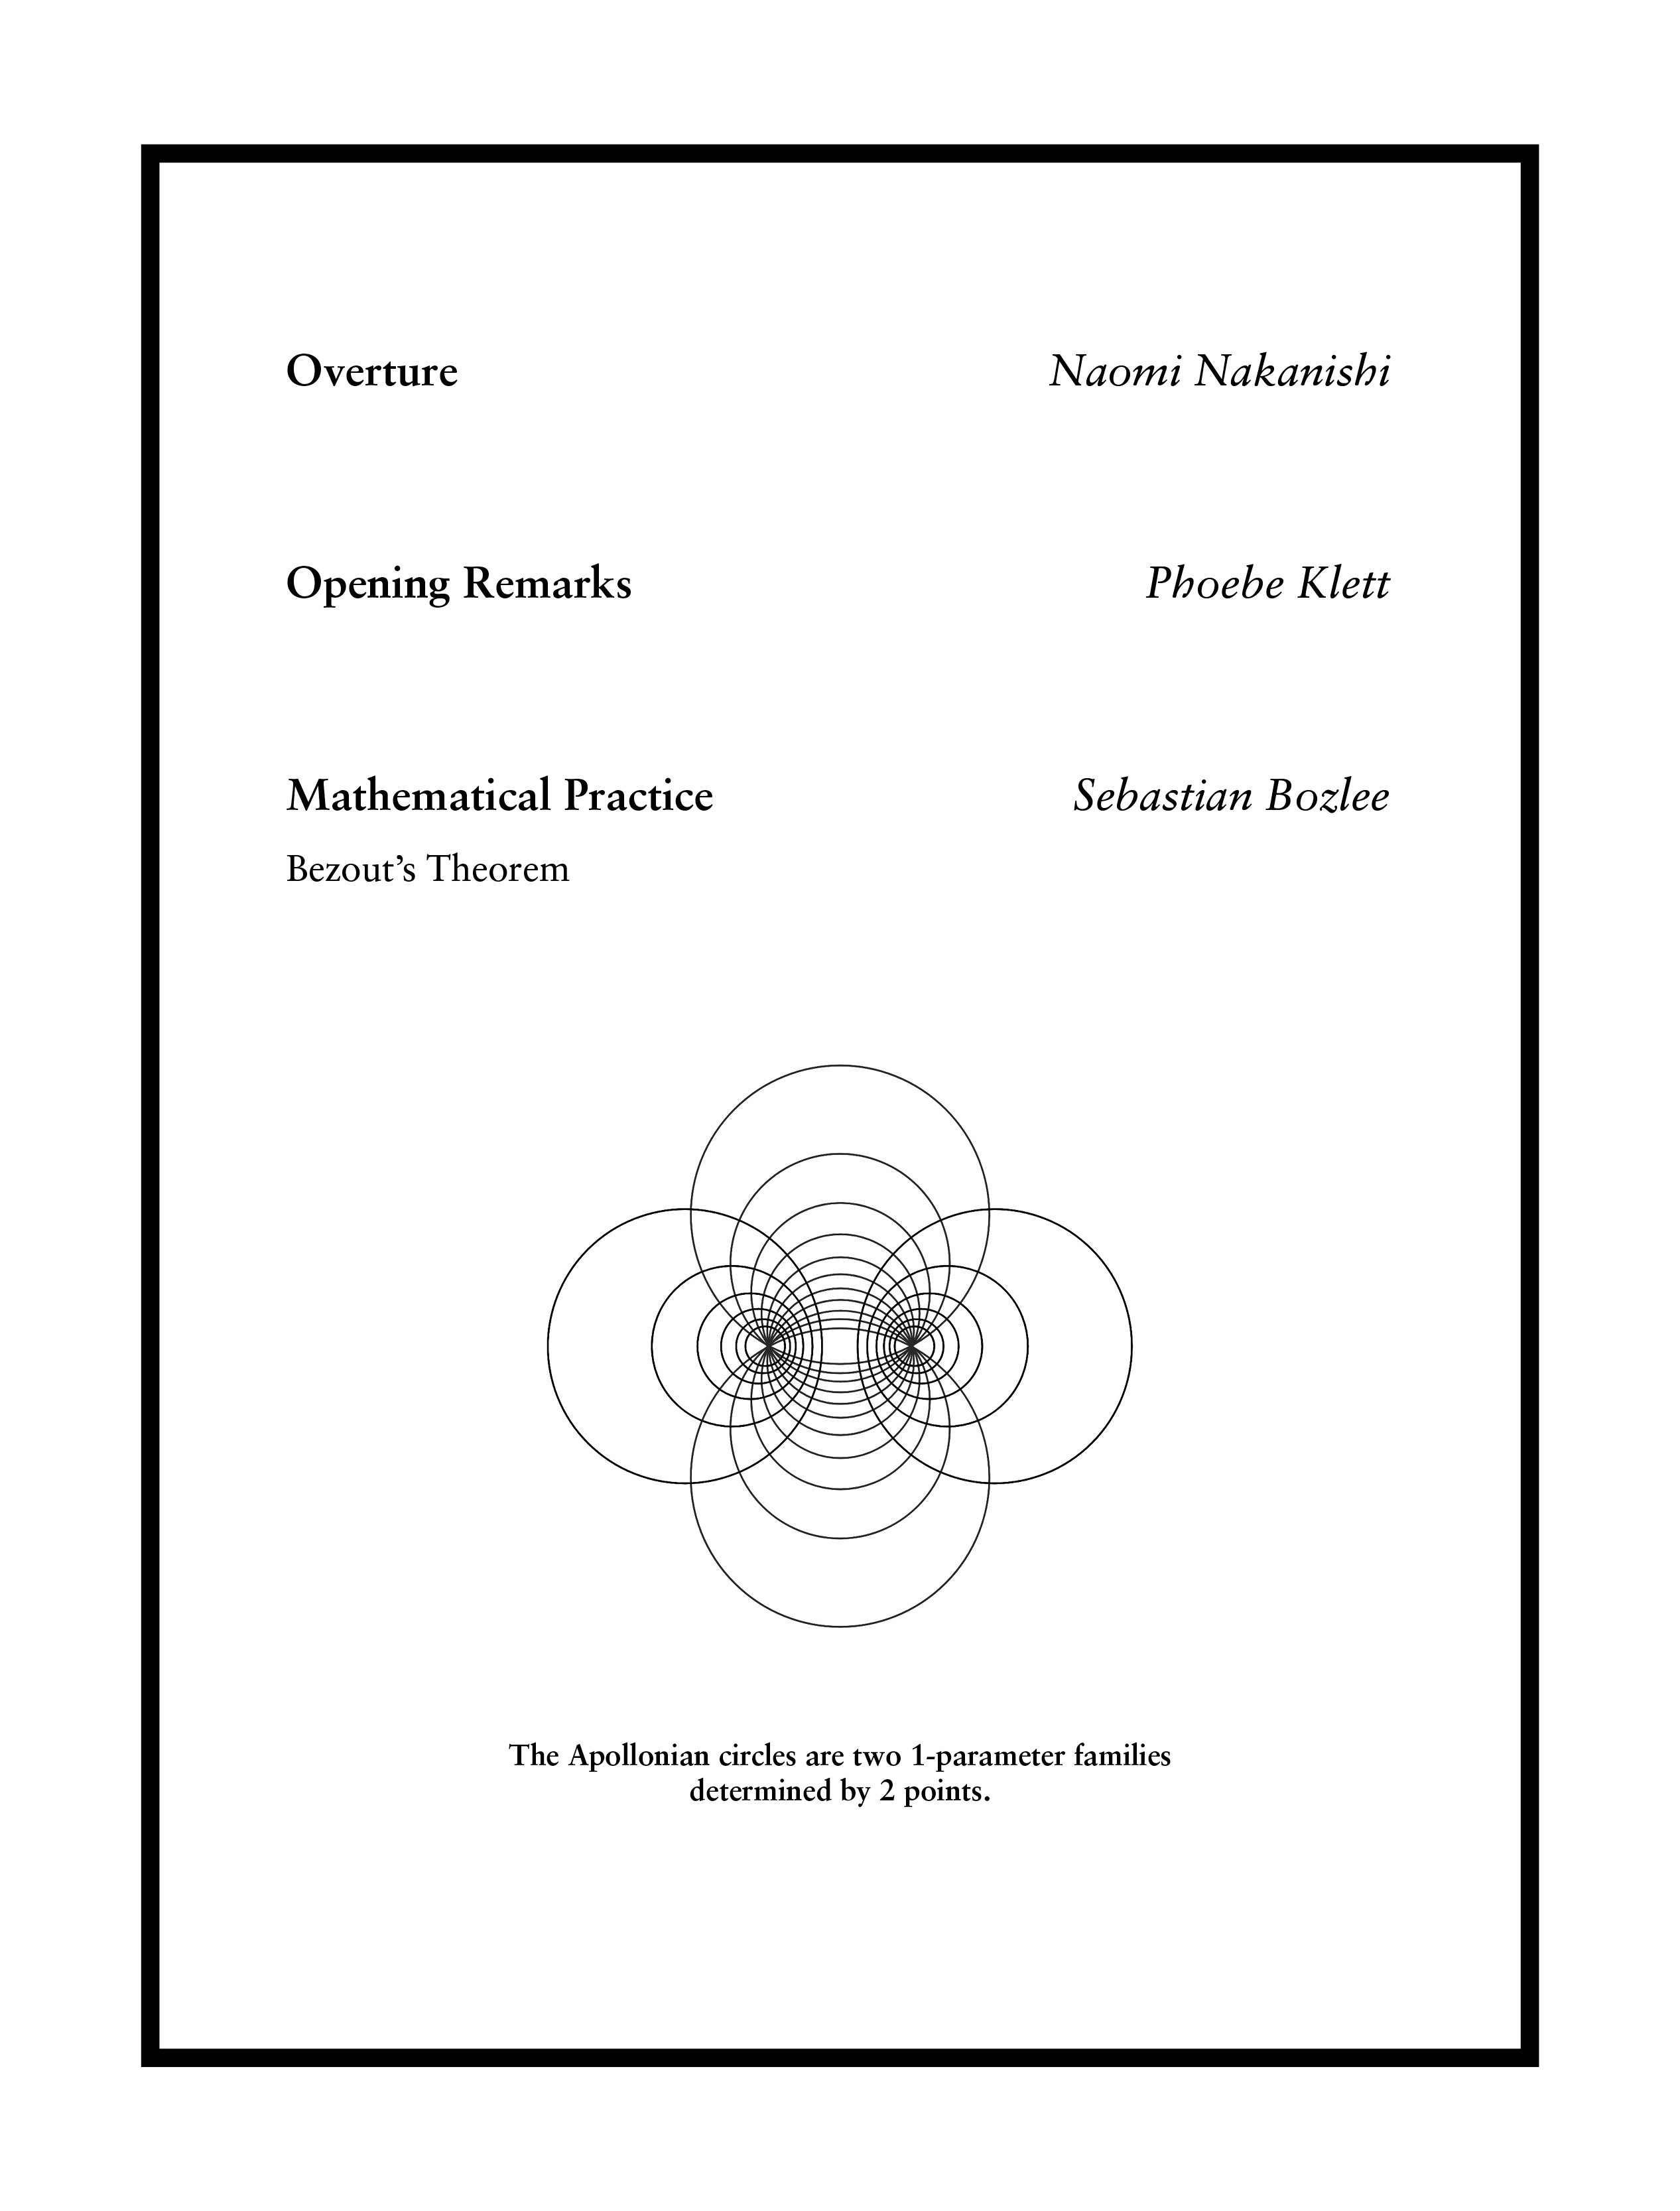 Overture Naomi Nakanishi
Opening Remarks Phoebe Klett
Mathematical Practice Sebastian Bozlee
Bezout’s Theorem
The Apollonian circles are two 1-parameter families
determined by 2 points.